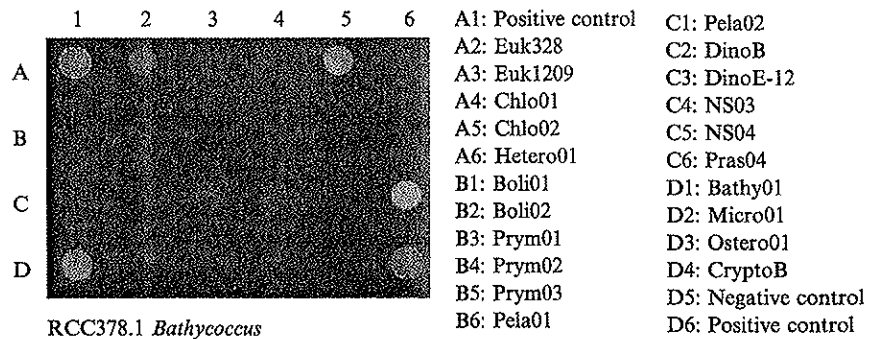 1 2 3 4 5 6
A
B
C
D
RCC378.1 Bathycoccus
A1: Positive control
A2: Euk328
A3: Euk1209
A4: Chlo01
A5: Chlo02
A6: Hetero01
B1: Boli01
B2: Boli02
B3: Prym01
B4: Prym02
B5: Prym03
B6: Pela01
C1: Pela02
C2: DinoB
C3: DinoE-12
C4: NS03
C5: NS04
C6: Pras04
D1: Bathy01
D2: Micro01
D3: Ostero01
D4: CryptoB
D5: Negative control
D6: Positive control